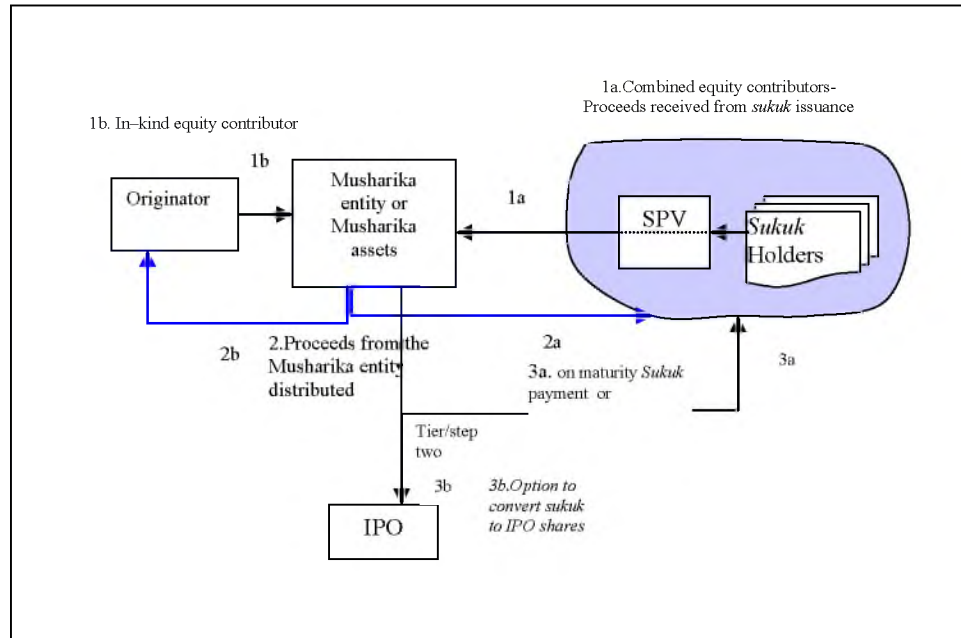 1a.Combined equity contributors-
Proceeds received from sukuk issuance
1b. In–kind equity contributor
1b
Originator
Musharika
entity or
Musharika
assets
1a
SPV
Sukuk
Holders
2b
2.Proceeds from the
Musharika entity
distributed
2a
3a. on maturity Sukuk
payment or
3a
Tier/step
two
3b
3b.Option to
convert sukuk
to IPO shares
IPO